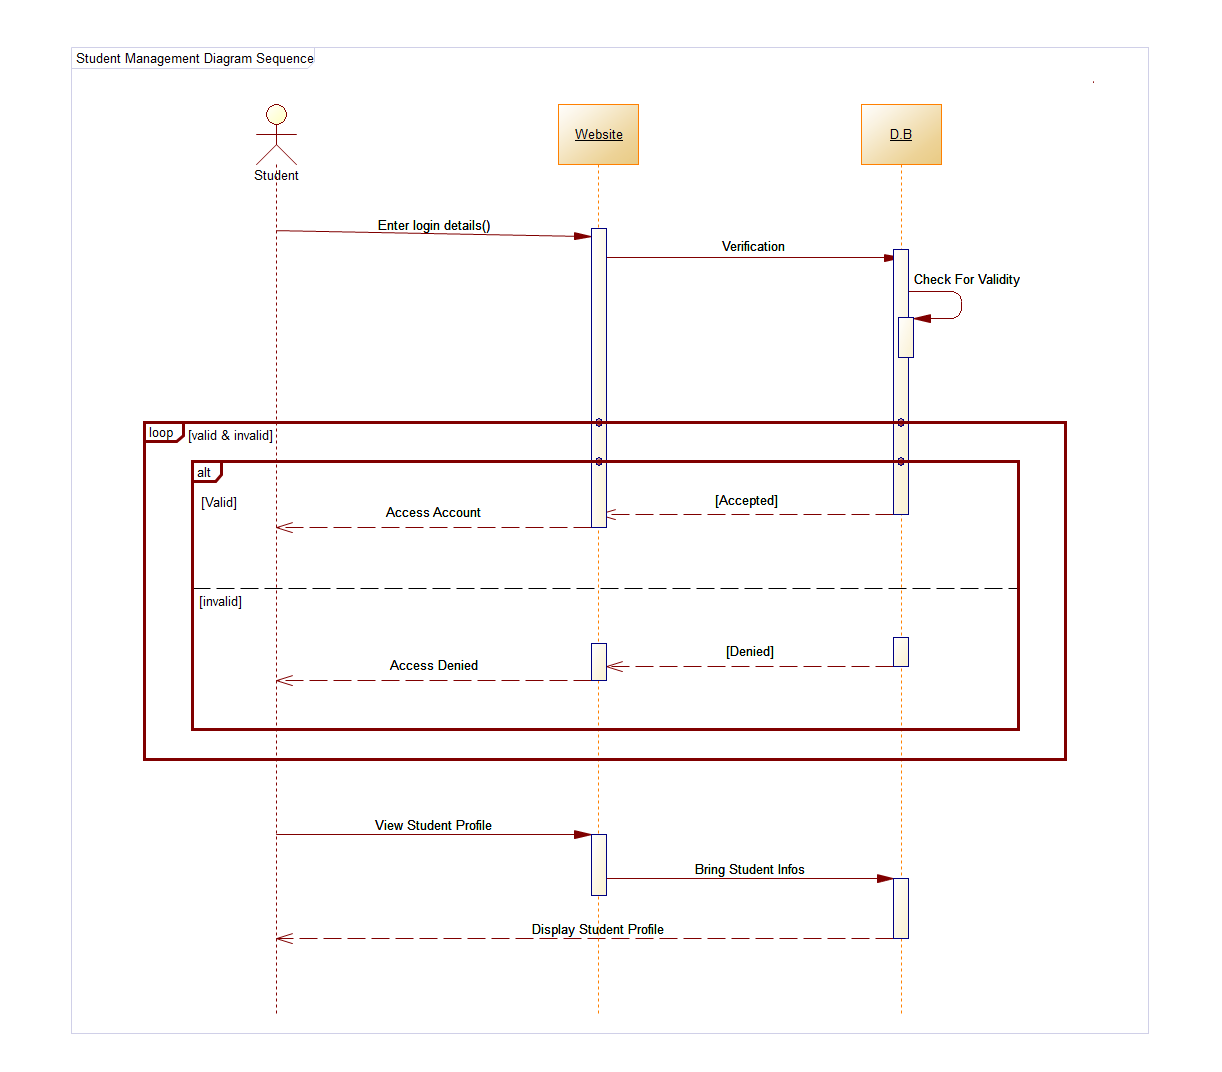 Student Management Diagram Sequence
Student
Website
D.B
Enter login details()
Verification
Check For Validity
loop
[valid & invalid]
alt
[Valid]
[Accepted]
Access Account
[invalid]
[Denied]
Access Denied
View Student Profile
Bring Student Infos
Display Student Profile